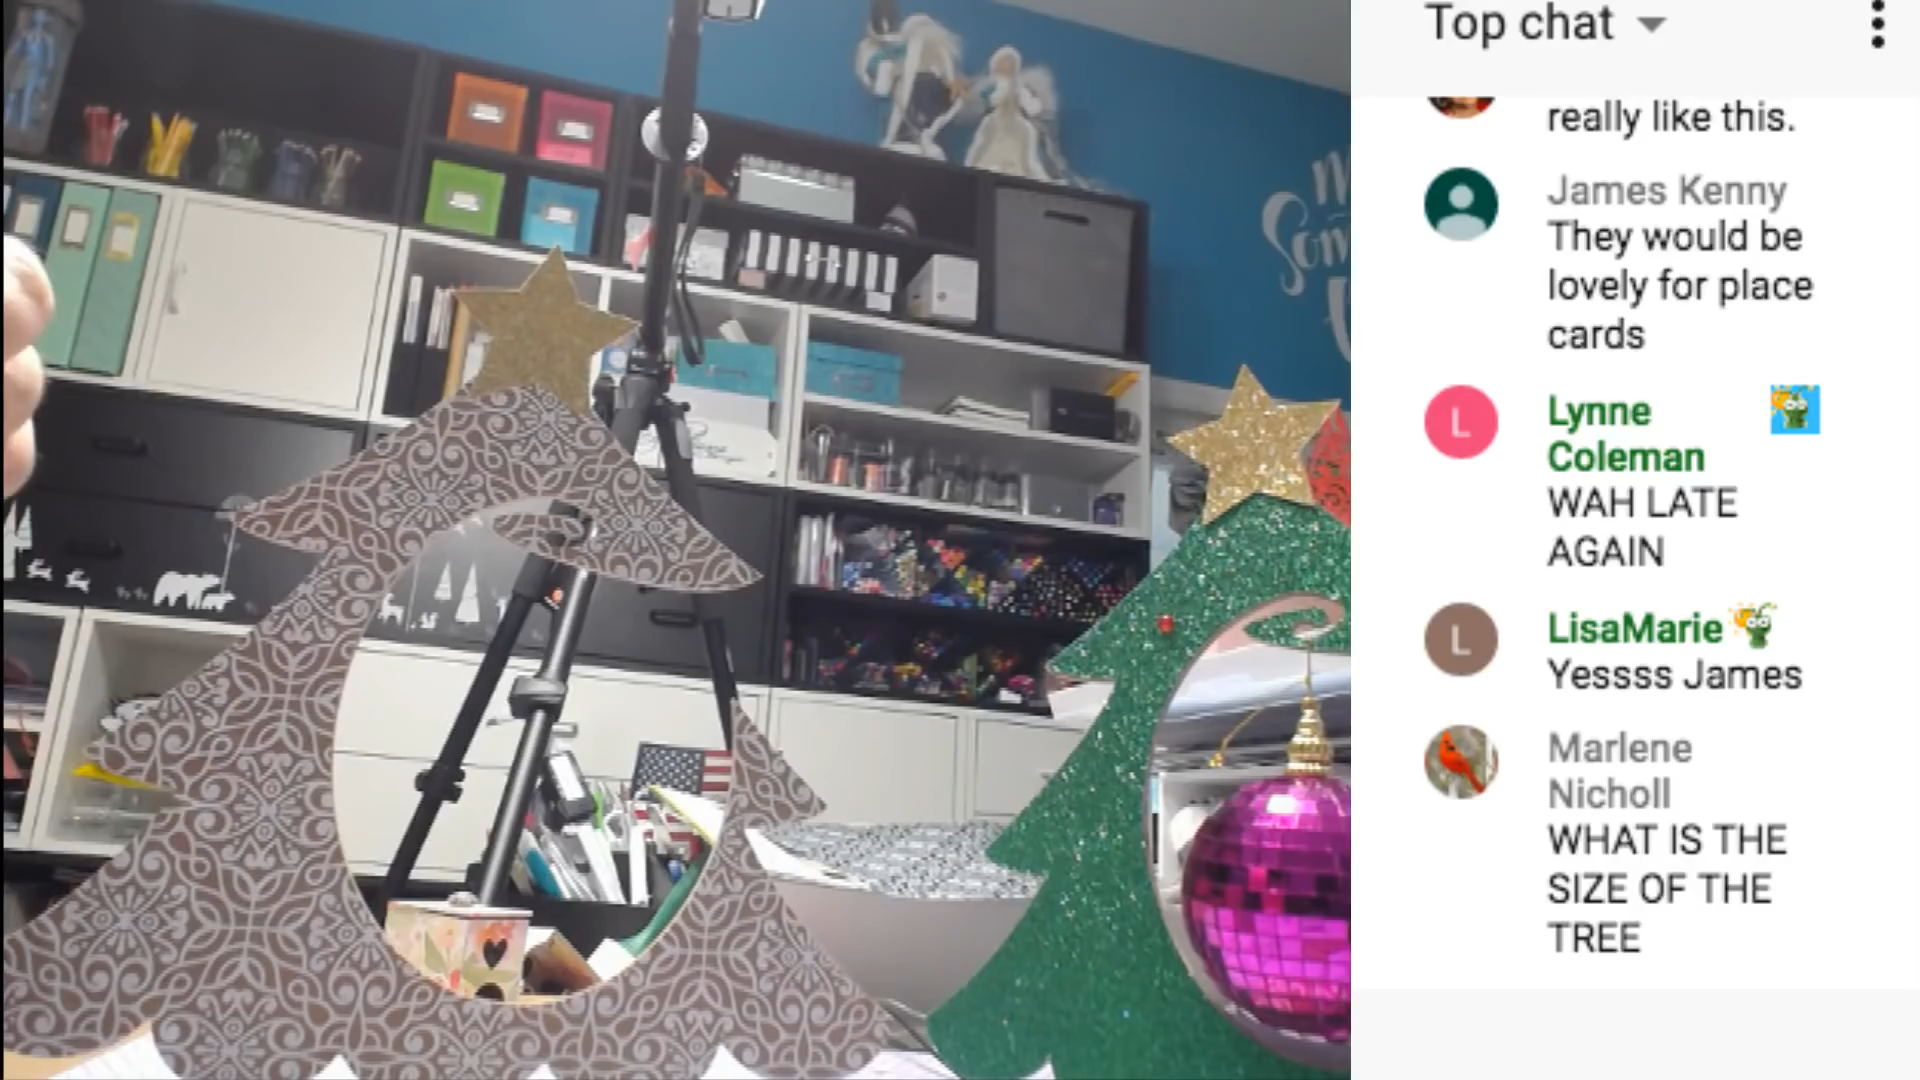 Top chat
really like this.
James Kenny
They would be
lovely for place
cards
L
Lynne
Coleman
WAH LATE
AGAIN
L
LisaMarie
Yessss James
Marlene
Nicholl
WHAT IS THE
SIZE OF THE
TREE